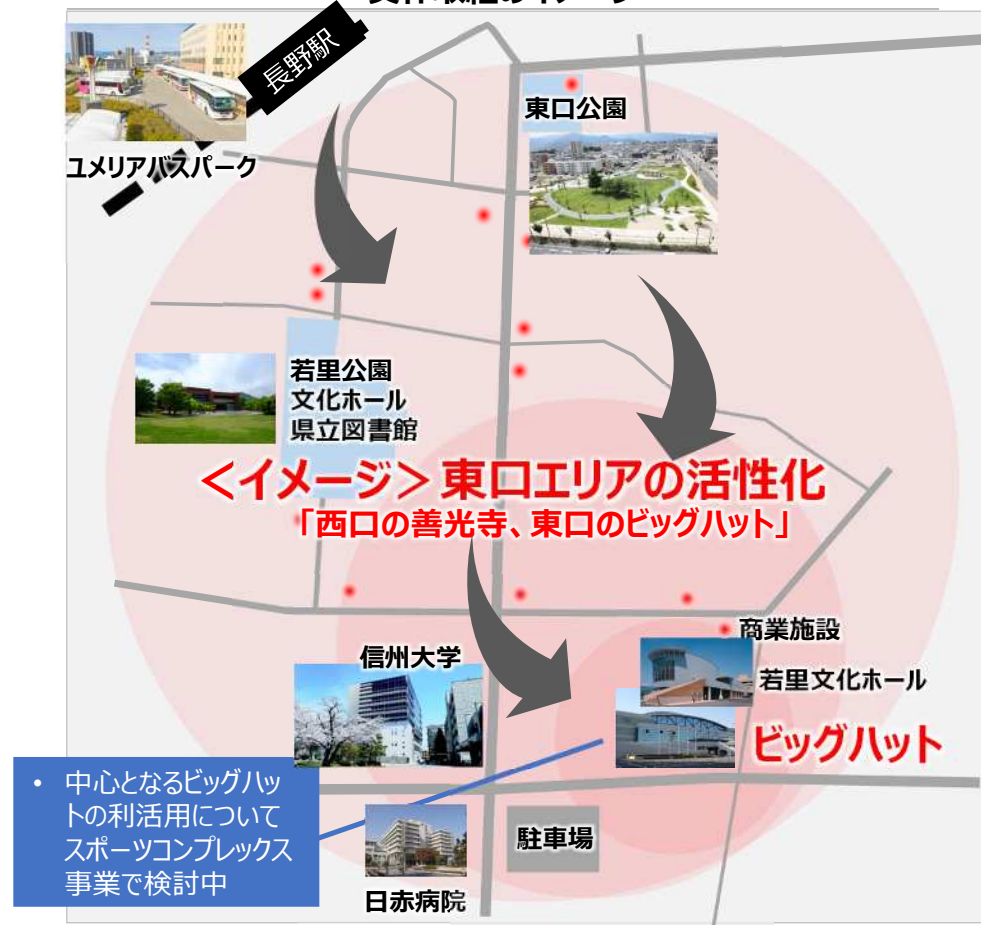 長野駅
ユメリアバスパーク
東口公園
若里公園
文化ホール
県立図書館
<イメージ>東口エリアの活性化
「西口の善光寺、東口のビッグハット」
商業施設
信州大学
若里文化ホール
ビッグハット
• 中心となるビッグハッ
トの利活用について
スポーツコンプレックス
事業で検討中
駐車場
日赤病院